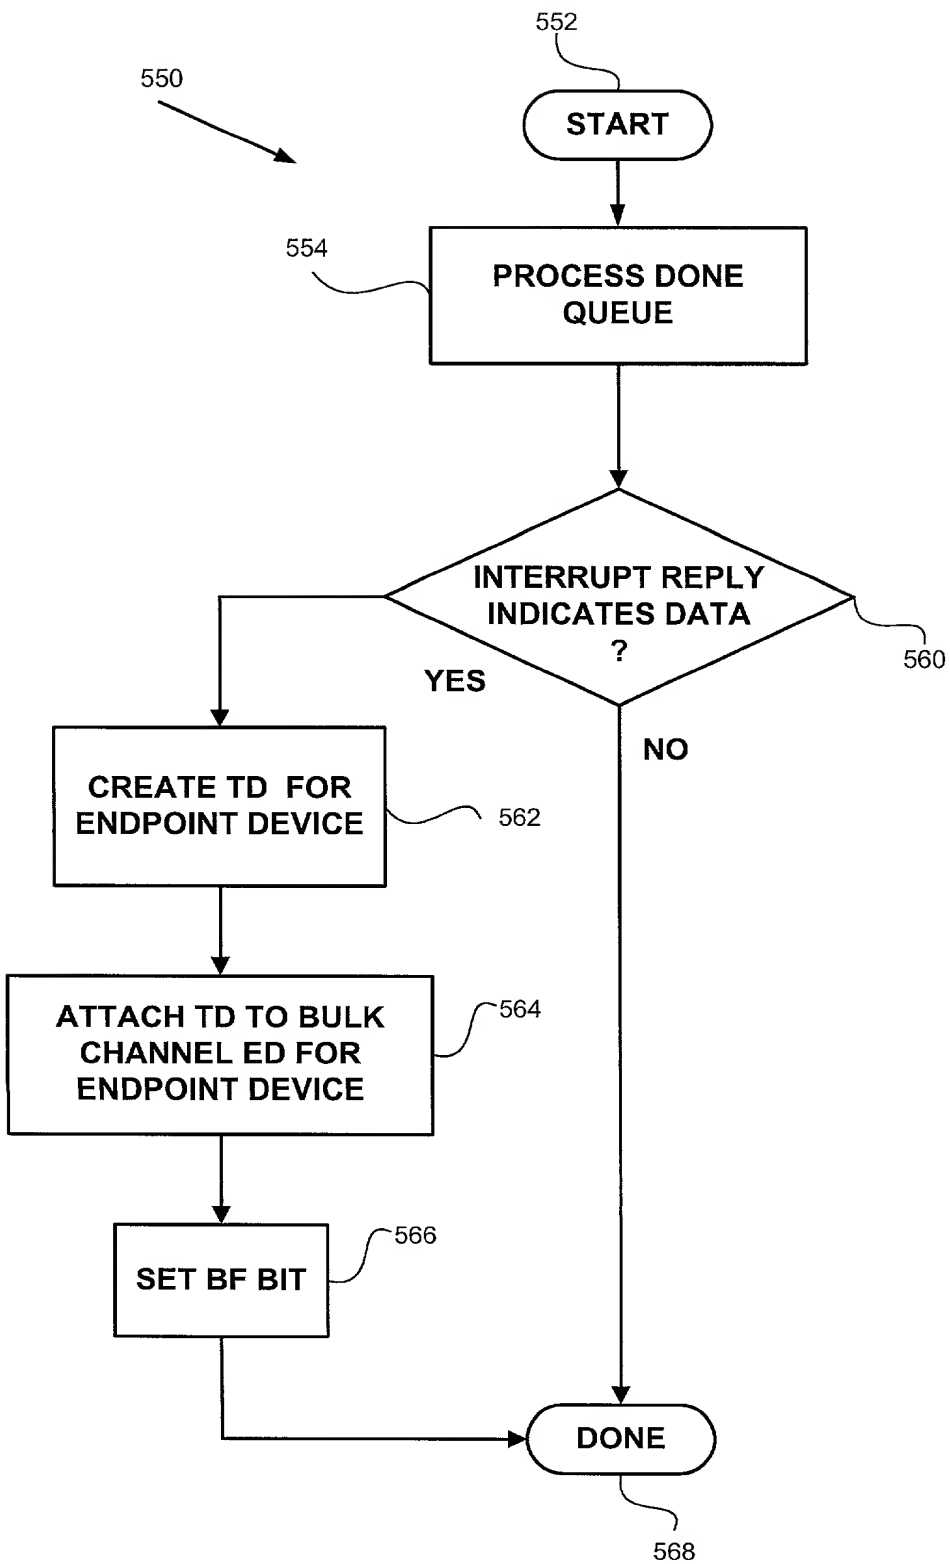 552
550
START
554
PROCESS DONE
QUEUE
INTERRUPT REPLY
INDICATES DATA
?
560
YES
NO
CREATE TD FOR
ENDPOINT DEVICE
562
ATTACH TD TO BULK
CHANNEL ED FOR
ENDPOINT DEVICE
564
566
SET BF BIT
DONE
568